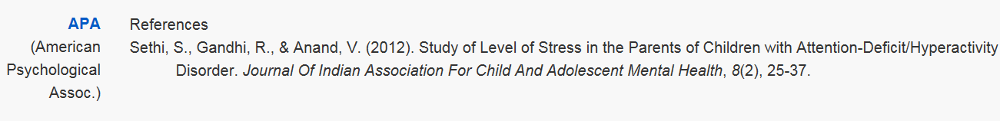 APA
(American
Psychological
Assoc.)
References
Sethi, S., Gandhi, R., & Anand, V. (2012). Study of Level of Stress in the Parents of Children with Attention-Deficit/Hyperactivity
Disorder. Journal Of Indian Association For Child And Adolescent Mental Health, 8(2), 25-37.